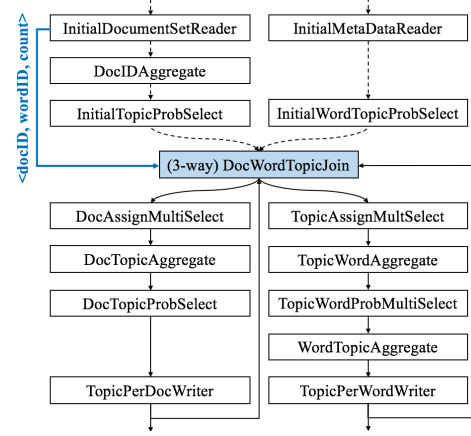 <docID, wordID, count>
InitialDocumentSetReader
InitialMetaDataReader
DocIDAggregate
InitialTopicProbSelect
InitialWordTopicProbSelect
(3-way) DocWordTopicJoin
DocAssignMultiSelect
TopicAssignMultSelect
DocTopicAggregate
TopicWordAggregate
DocTopicProbSelect
TopicWordProbMultiSelect
WordTopicAggregate
TopicPerDocWriter
TopicPerWordWriter